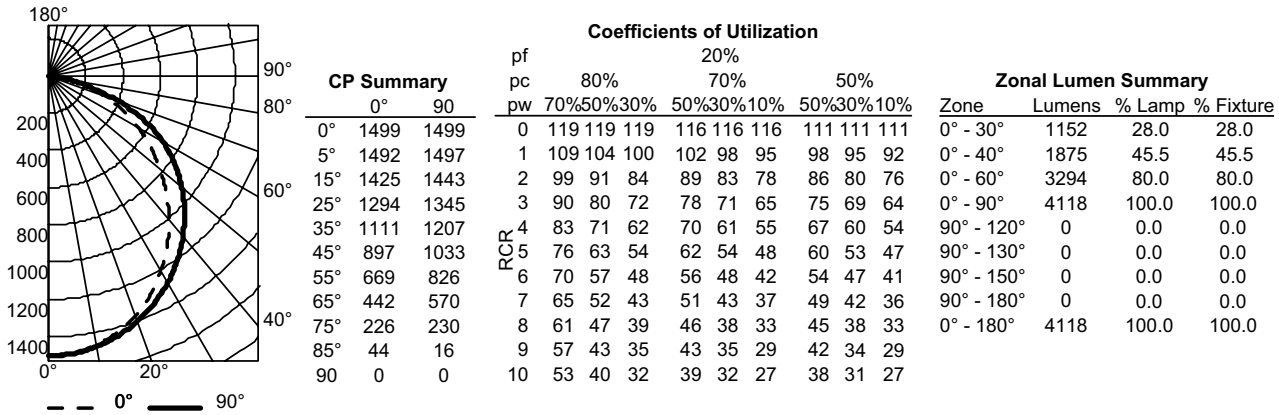 180°
90°
80°
60°
40°
20°
0°
200
400
600
800
1000
1200
1400
0° 90°
CP Summary
0° 90
0° 1499 1499
5° 1492 1497
15° 1425 1443
25° 1294 1345
35° 1111 1207
45° 897 1033
55° 669 826
65° 442 570
75° 226 230
85° 44 16
90 0 0
Coefficients of Utilization
pf 20%
pc 80% 70% 50%
pw 70%50%30% 50%30%10% 50%30%10%
RCR
0 119 119 119 116 116 116 111 111 111
1 109 104 100 102 98 95 98 95 92
2 99 91 84 89 83 78 86 80 76
3 90 80 72 78 71 65 75 69 64
4 83 71 62 70 61 55 67 60 54
5 76 63 54 62 54 48 60 53 47
6 70 57 48 56 48 42 54 47 41
7 65 52 43 51 43 37 49 42 36
8 61 47 39 46 38 33 45 38 33
9 57 43 35 43 35 29 42 34 29
10 53 40 32 39 32 27 38 31 27
Zonal Lumen Summary
Zone Lumens % Lamp % Fixture
0° - 30° 1152 28.0 28.0
0° - 40° 1875 45.5 45.5
0° - 60° 3294 80.0 80.0
0° - 90° 4118 100.0 100.0
90° - 120° 0 0.0 0.0
90° - 130° 0 0.0 0.0
90° - 150° 0 0.0 0.0
90° - 180° 0 0.0 0.0
0° - 180° 4118 100.0 100.0